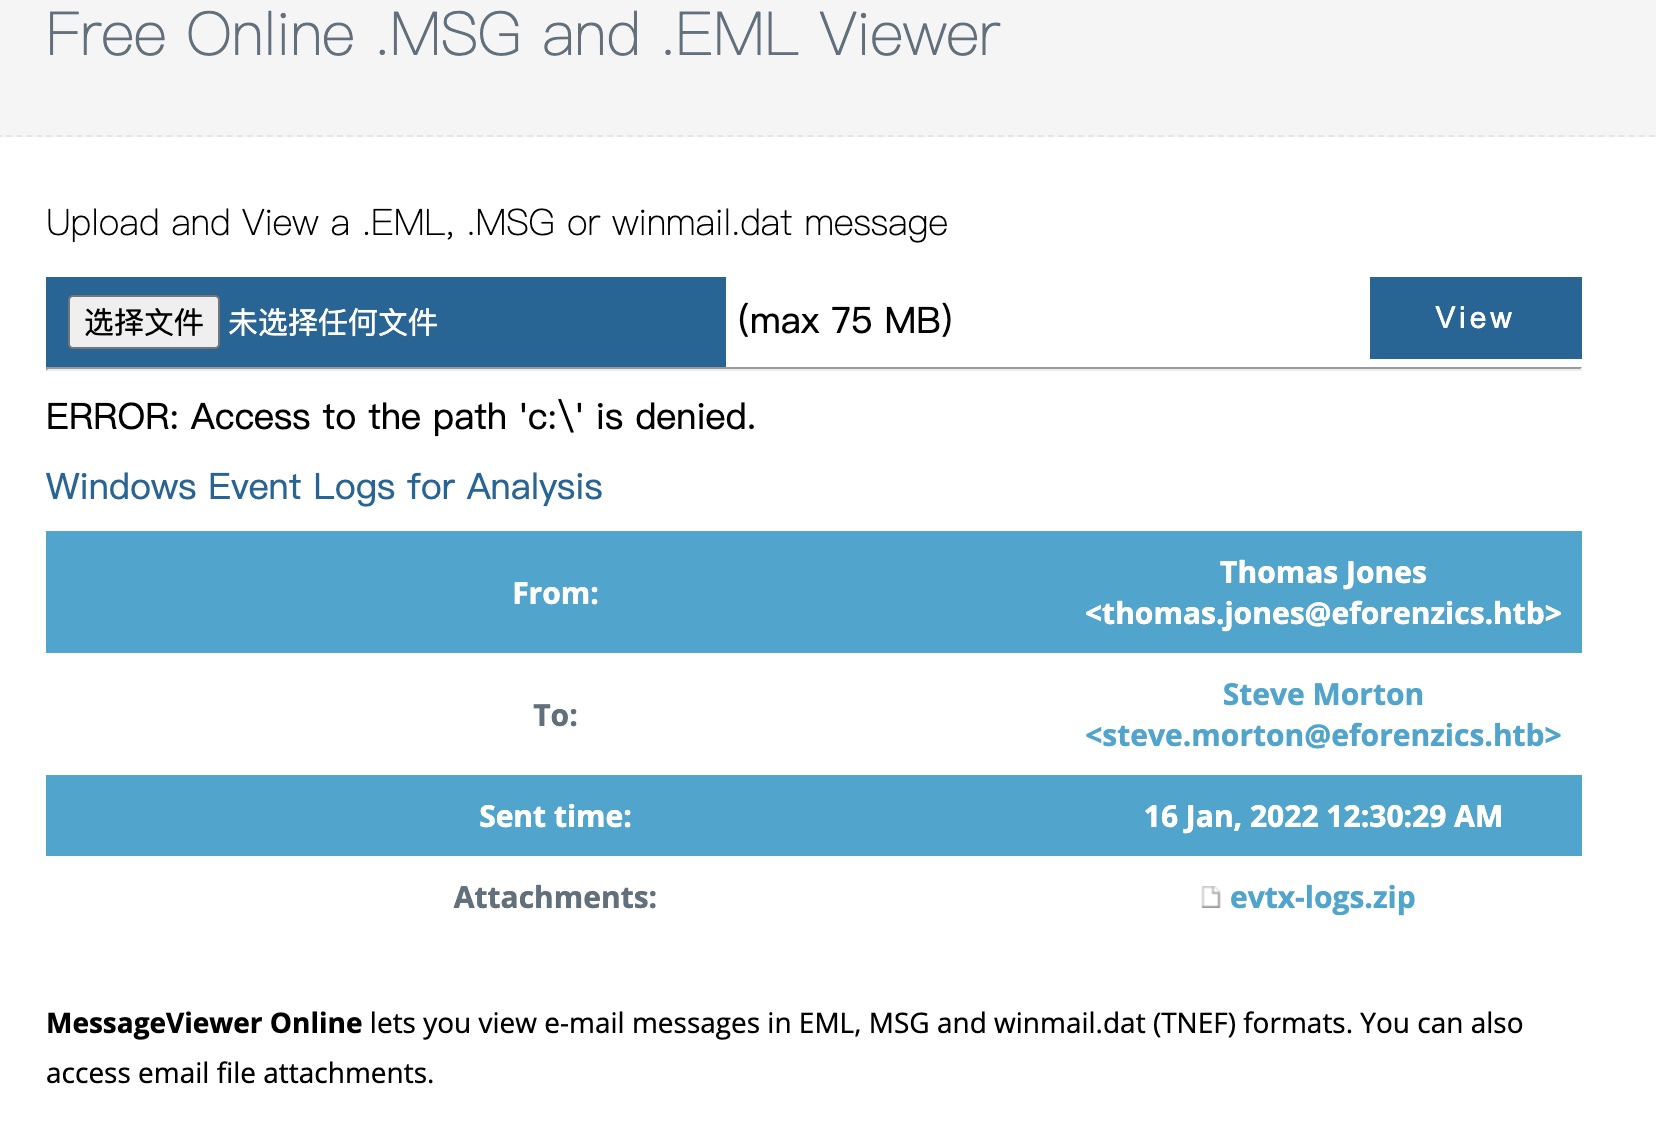 Free Online .MSG and .EML Viewer
Upload and View a .EML, .MSG or winmail.dat message
选择文件 未选择任何文件 (max 75 MB) View
ERROR: Access to the path 'c:\' is denied.
Windows Event Logs for Analysis
From: Thomas Jones
<thomas.jones@eforenzics.htb>
To: Steve Morton
<steve.morton@eforenzics.htb>
Sent time: 16 Jan, 2022 12:30:29 AM
Attachments: evtx-logs.zip
MessageViewer Online lets you view e-mail messages in EML, MSG and winmail.dat (TNEF) formats. You can also
access email file attachments.